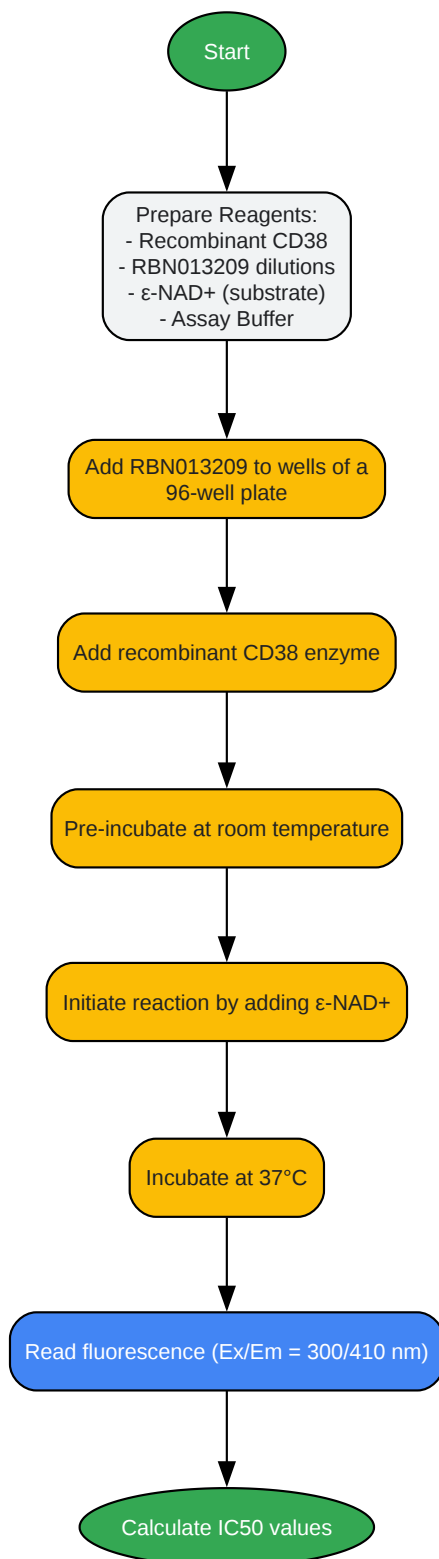 Start
Prepare Reagents:
- Recombinant CD38
- RBN013209 dilutions
- ε-NAD+ (substrate)
- Assay Buffer
Add RBN013209 to wells of a
96-well plate
Add recombinant CD38 enzyme
Pre-incubate at room temperature
Initiate reaction by adding ε-NAD+
Incubate at 37°C
Read fluorescence (Ex/Em = 300/410 nm)
Calculate IC50 values